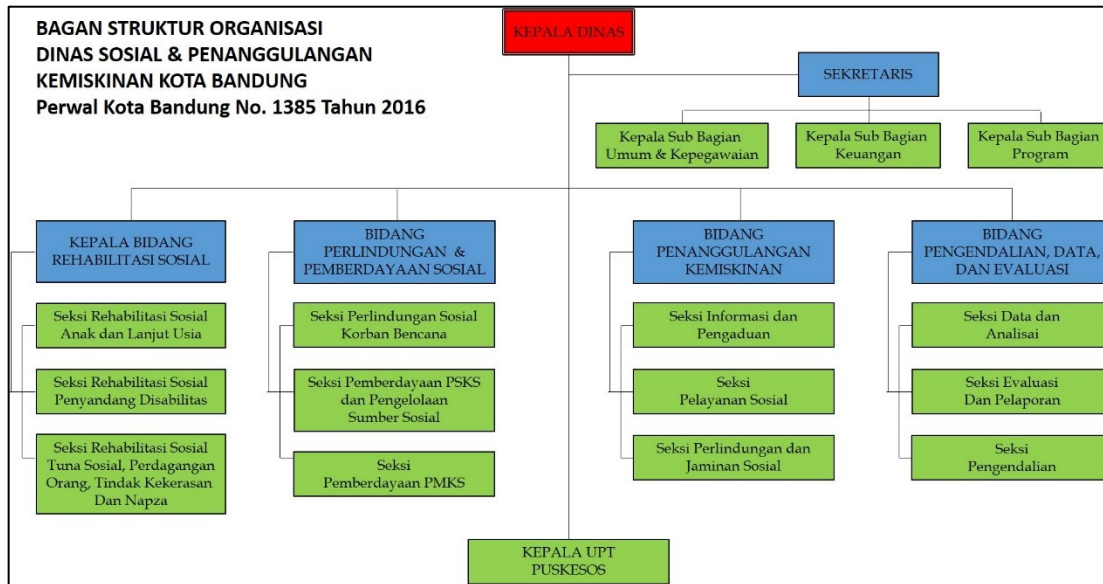 BAGAN STRUKTUR ORGANISASI
DINAS SOSIAL & PENANGGULANGAN
KEMISKINAN KOTA BANDUNG
Perwal Kota Bandung No. 1385 Tahun 2016
KEPALA DINAS
SEKRETARIS
Kepala Sub Bagian
Umum & Kepegawaian
Kepala Sub Bagian
Keuangan
Kepala Sub Bagian
Program
KEPALA BIDANG
REHABILITAS SOSIAL
BIDANG
PERLINDUNGAN &
PEMBERDAYAAN SOSIAL
BIDANG
PENANGGULANGAN
KEMISKINAN
BIDANG
PENGENDALIAN, DATA,
DAN EVALUASI
Seksi Rehabilitasi Sosial
Anak dan Lanjut Usia
Seksi Rehabilitasi Sosial
Penyandang Disabilitas
Seksi Rehabilitasi Sosial
Tuna Sosial, Perdagangan
Orang, Tindak Kekerasan
Dan Napza
Seksi Perlindungan Sosial
Korban Bencana
Seksi Pemberdayaan PSKS
dan Pengelolaan
Sumber Sosial
Seksi
Pemberdayaan PMKS
Seksi Informasi dan
Pengaduan
Seksi
Pelayanan Sosial
Seksi Perlindungan dan
Jaminan Sosial
Seksi Data dan
Analisai
Seksi Evaluasi
Dan Pelaporan
Seksi
Pengendalian
KEPALA UPT
PUSKESOS